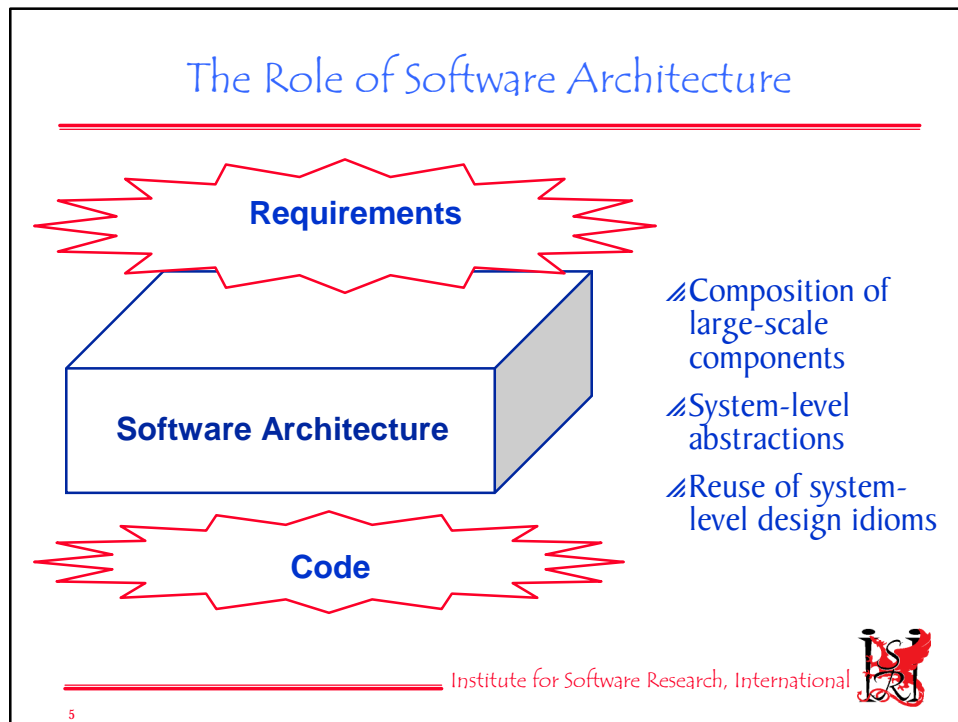 The Role of Software Architecture
Requirements
Software Architecture
Code
Composition of
large-scale
components
System-level
abstractions
Reuse of system-
level design idioms
Institute for Software Research, International
ISRI
5